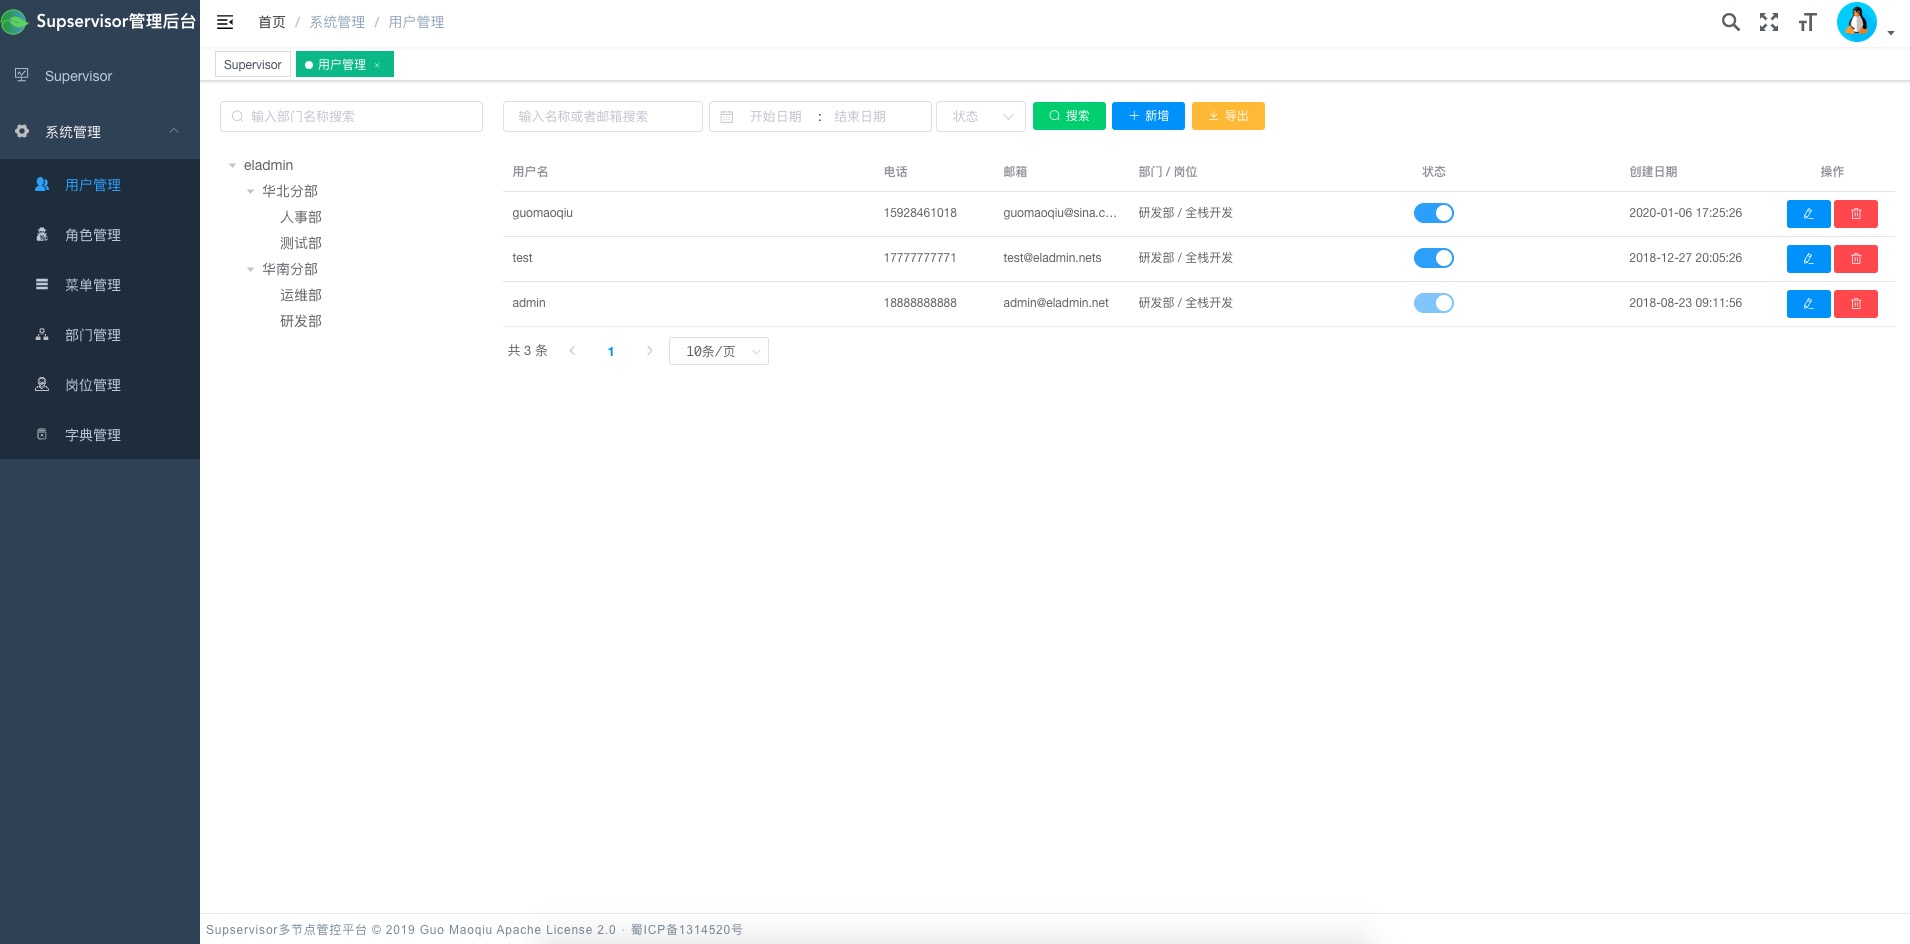 Supservisor管理后台
首页 / 系统管理 / 用户管理
Supervisor
用户管理 ×
Supervisor
系统管理
用户管理
角色管理
菜单管理
部门管理
岗位管理
字典管理
输入部门名称搜索
eladmin
华北分部
人事部
测试部
华南分部
运维部
研发部
输入名称或者邮箱搜索 开始日期 : 结束日期 状态 搜索 新增 导出
用户名 电话 邮箱 部门 / 岗位 状态 创建日期 操作
guomaoqiu 15928461018 guomaoqiu@sina.c... 研发部 / 全栈开发 2020-01-06 17:25:26
test 17777777771 test@eladmin.nets 研发部 / 全栈开发 2018-12-27 20:05:26
admin 18888888888 admin@eladmin.net 研发部 / 全栈开发 2018-08-23 09:11:56
共 3 条 1 10条/页
Supservisor多节点管控平台 © 2019 Guo Maoqiu Apache License 2.0 · 蜀ICP备1314520号